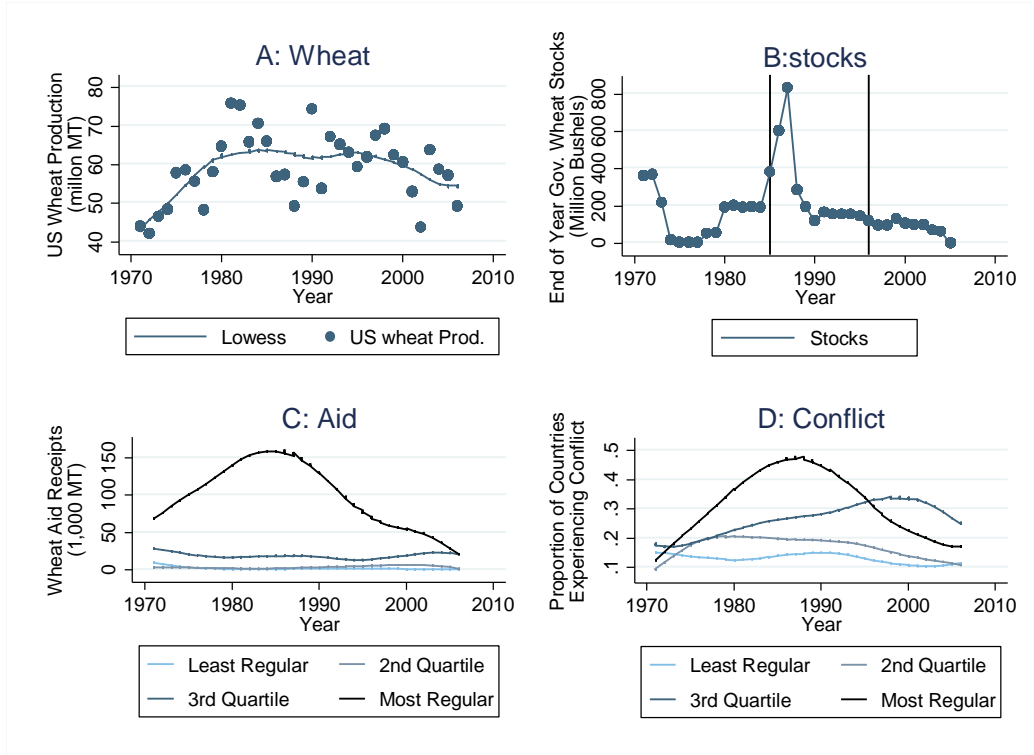 A: Wheat
US Wheat Production
(millon MT)
80
70
60
50
40
1970 1980 1990 2000 2010
Year
Lowess US wheat Prod.
B:stocks
End of Year Gov. Wheat Stocks
(Million Bushels)
800
600
400
200
0
1970 1980 1990 2000 2010
Year
Stocks
C: Aid
Wheat Aid Receipts
(1,000 MT)
150
100
50
0
1970 1980 1990 2000 2010
Year
Least Regular 2nd Quartile
3rd Quartile Most Regular
D: Conflict
Proportion of Countries
Experiencing Conflict
.5
.4
.3
.2
.1
1970 1980 1990 2000 2010
Year
Least Regular 2nd Quartile
3rd Quartile Most Regular